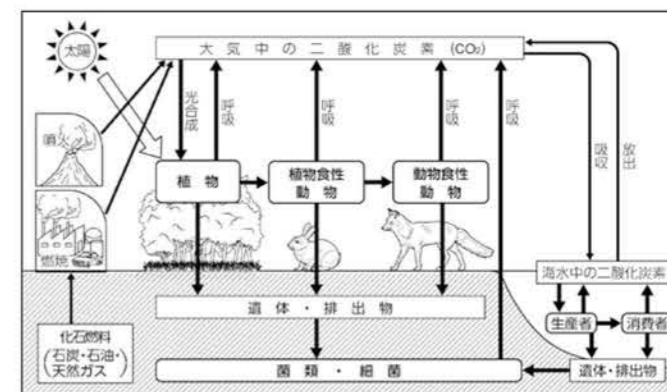 太陽
大気中の二酸化炭素(CO₂)
光合成
呼吸
呼吸
呼吸
呼吸
吸収
放出
噴火
燃焼
植物
植物食性
動物
動物食性
動物
海水中の二酸化炭素
生産者
消費者
遺体・排出物
遺体・排出物
化石燃料
(石炭・石油・
天然ガス)
菌類・細菌